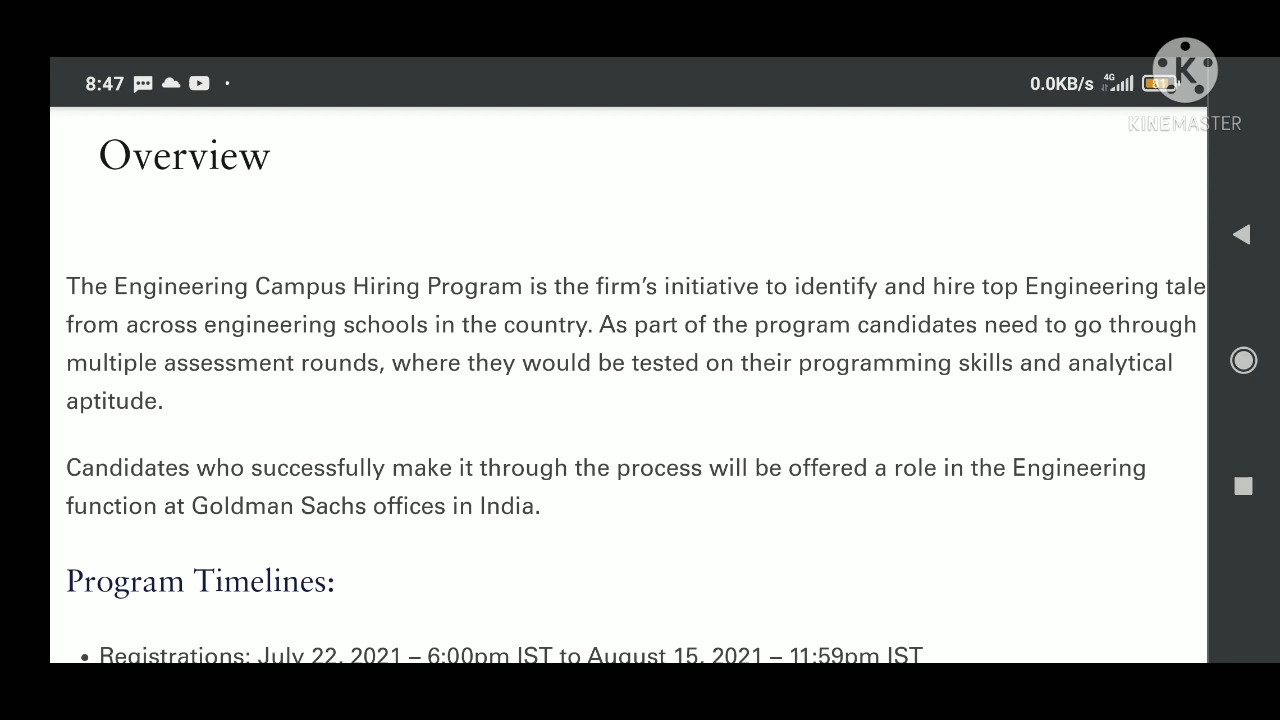 8:47
0.0KB/s 4G 81
K
KINEMASTER
Overview
The Engineering Campus Hiring Program is the firm's initiative to identify and hire top Engineering tale
from across engineering schools in the country. As part of the program candidates need to go through
multiple assessment rounds, where they would be tested on their programming skills and analytical
aptitude.
Candidates who successfully make it through the process will be offered a role in the Engineering
function at Goldman Sachs offices in India.
Program Timelines:
• Registrations: July 22, 2021 – 6:00pm IST to August 15, 2021 – 11:59pm IST